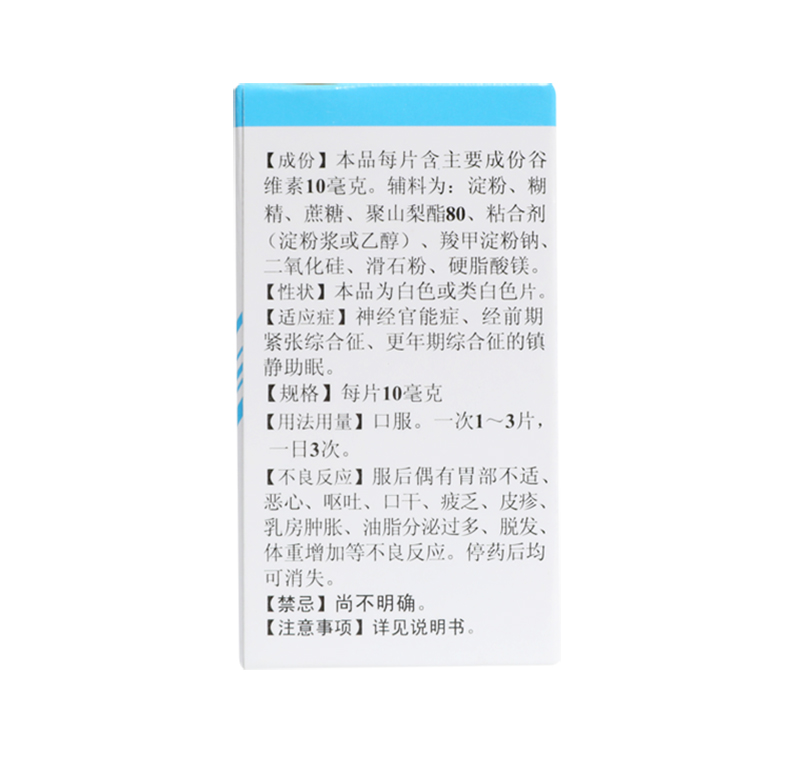 【成份】本品每片含主要成份谷
维素10毫克。辅料为：淀粉、糊
精、蔗糖、聚山梨酯80、粘合剂
（淀粉浆或乙醇）、羧甲淀粉钠、
二氧化硅、滑石粉、硬脂酸镁。
【性状】本品为白色或类白色片。
【适应症】神经官能症、经前期
紧张综合征、更年期综合征的镇
静助眠。
【规格】每片10毫克
【用法用量】口服。一次1～3片，
一日3次。
【不良反应】服后偶有胃部不适、
恶心、呕吐、口干、疲乏、皮疹、
乳房肿胀、油脂分泌过多、脱发、
体重增加等不良反应。停药后均
可消失。
【禁忌】尚不明确。
【注意事项】详见说明书。